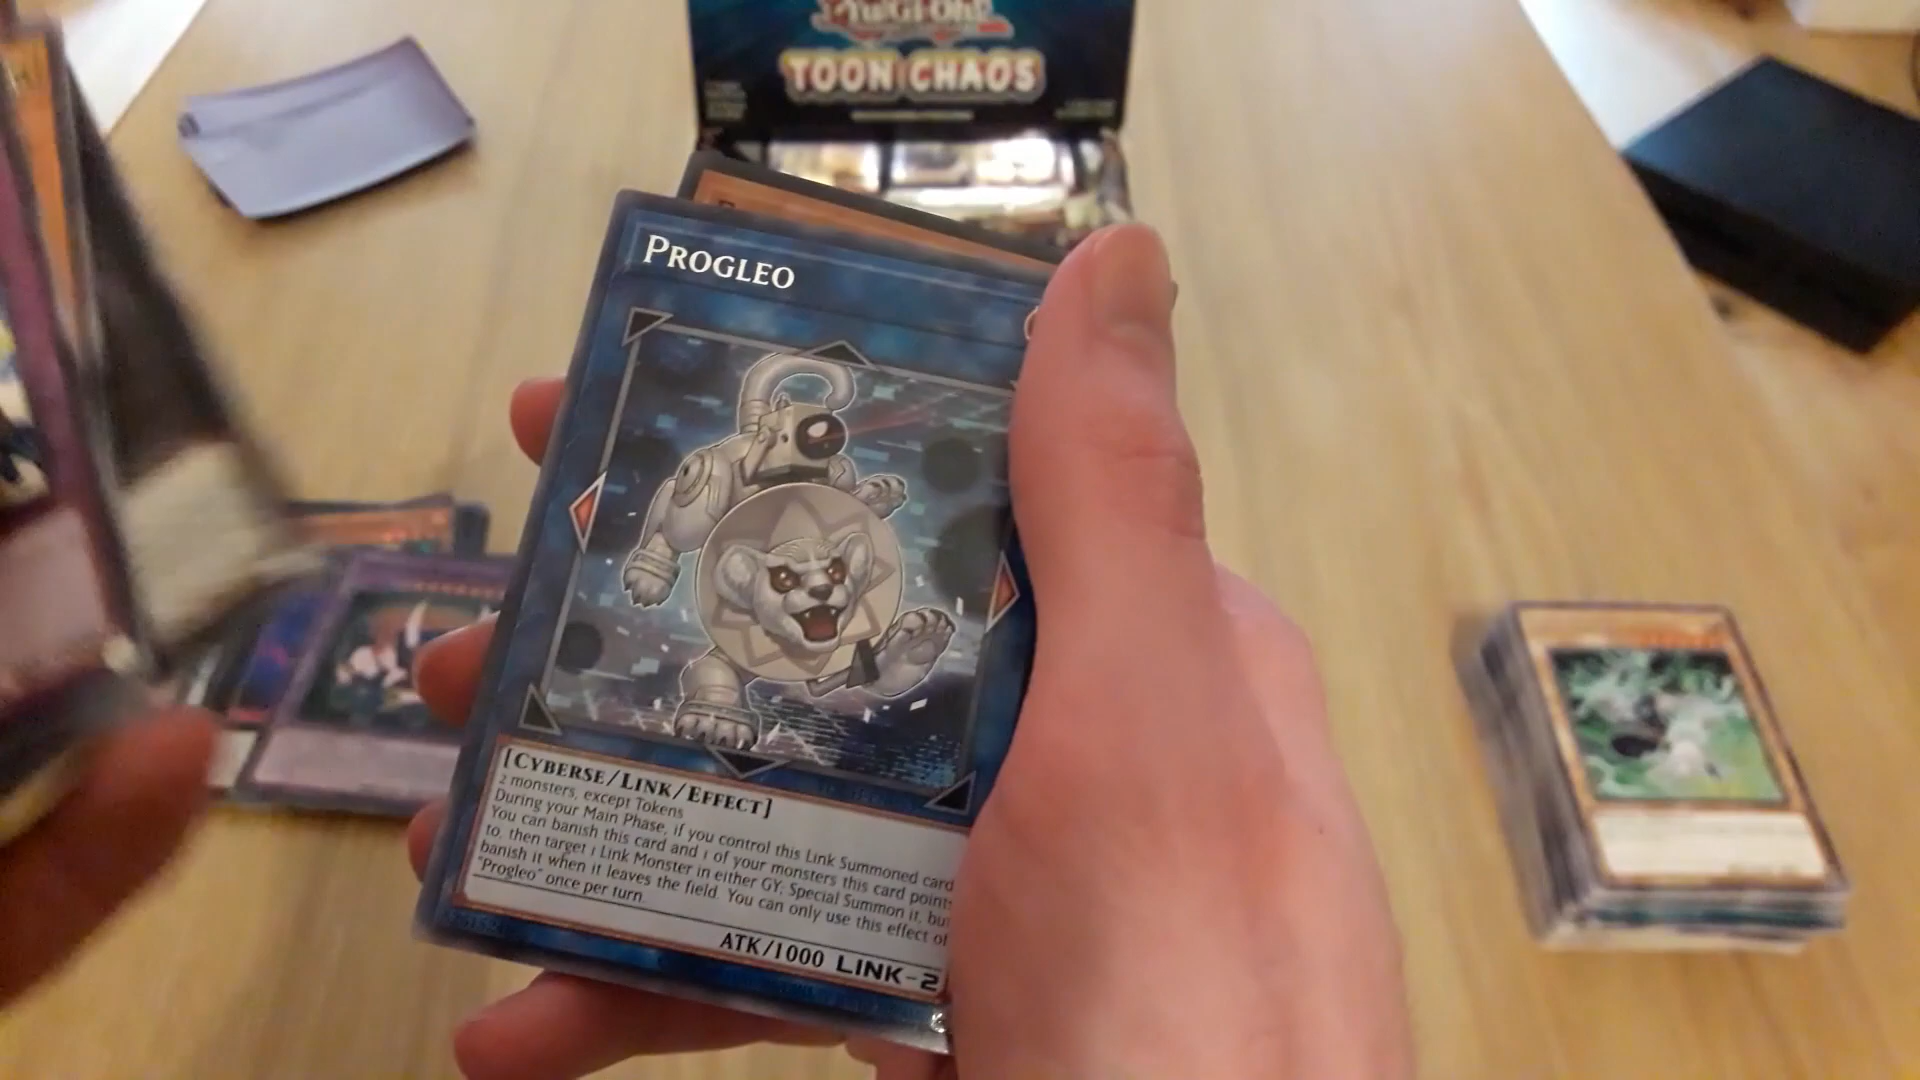 Yu-Gi-Oh!
TOON CHAOS
PROGLEO
[CYBERSE/LINK/EFFECT]
2 monsters, except Tokens
During your Main Phase, if you control this Link Summoned card
You can banish this card and 1 of your monsters this card points
to, then target 1 Link Monster in either GY; Special Summon it, but
banish it when it leaves the field. You can only use this effect of
"Progleo" once per turn.
ATK/1000 LINK-2